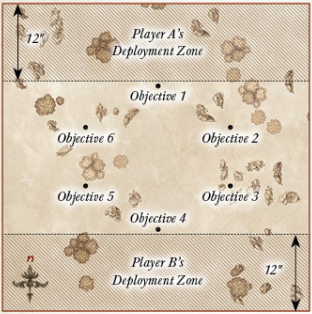 Player A's
12"
Deployment Zone
Objective 1
Objective 6
Objective 2
Objective 5
Objective 3
Objective 4
n
Player B's
12"
Deployment Zone